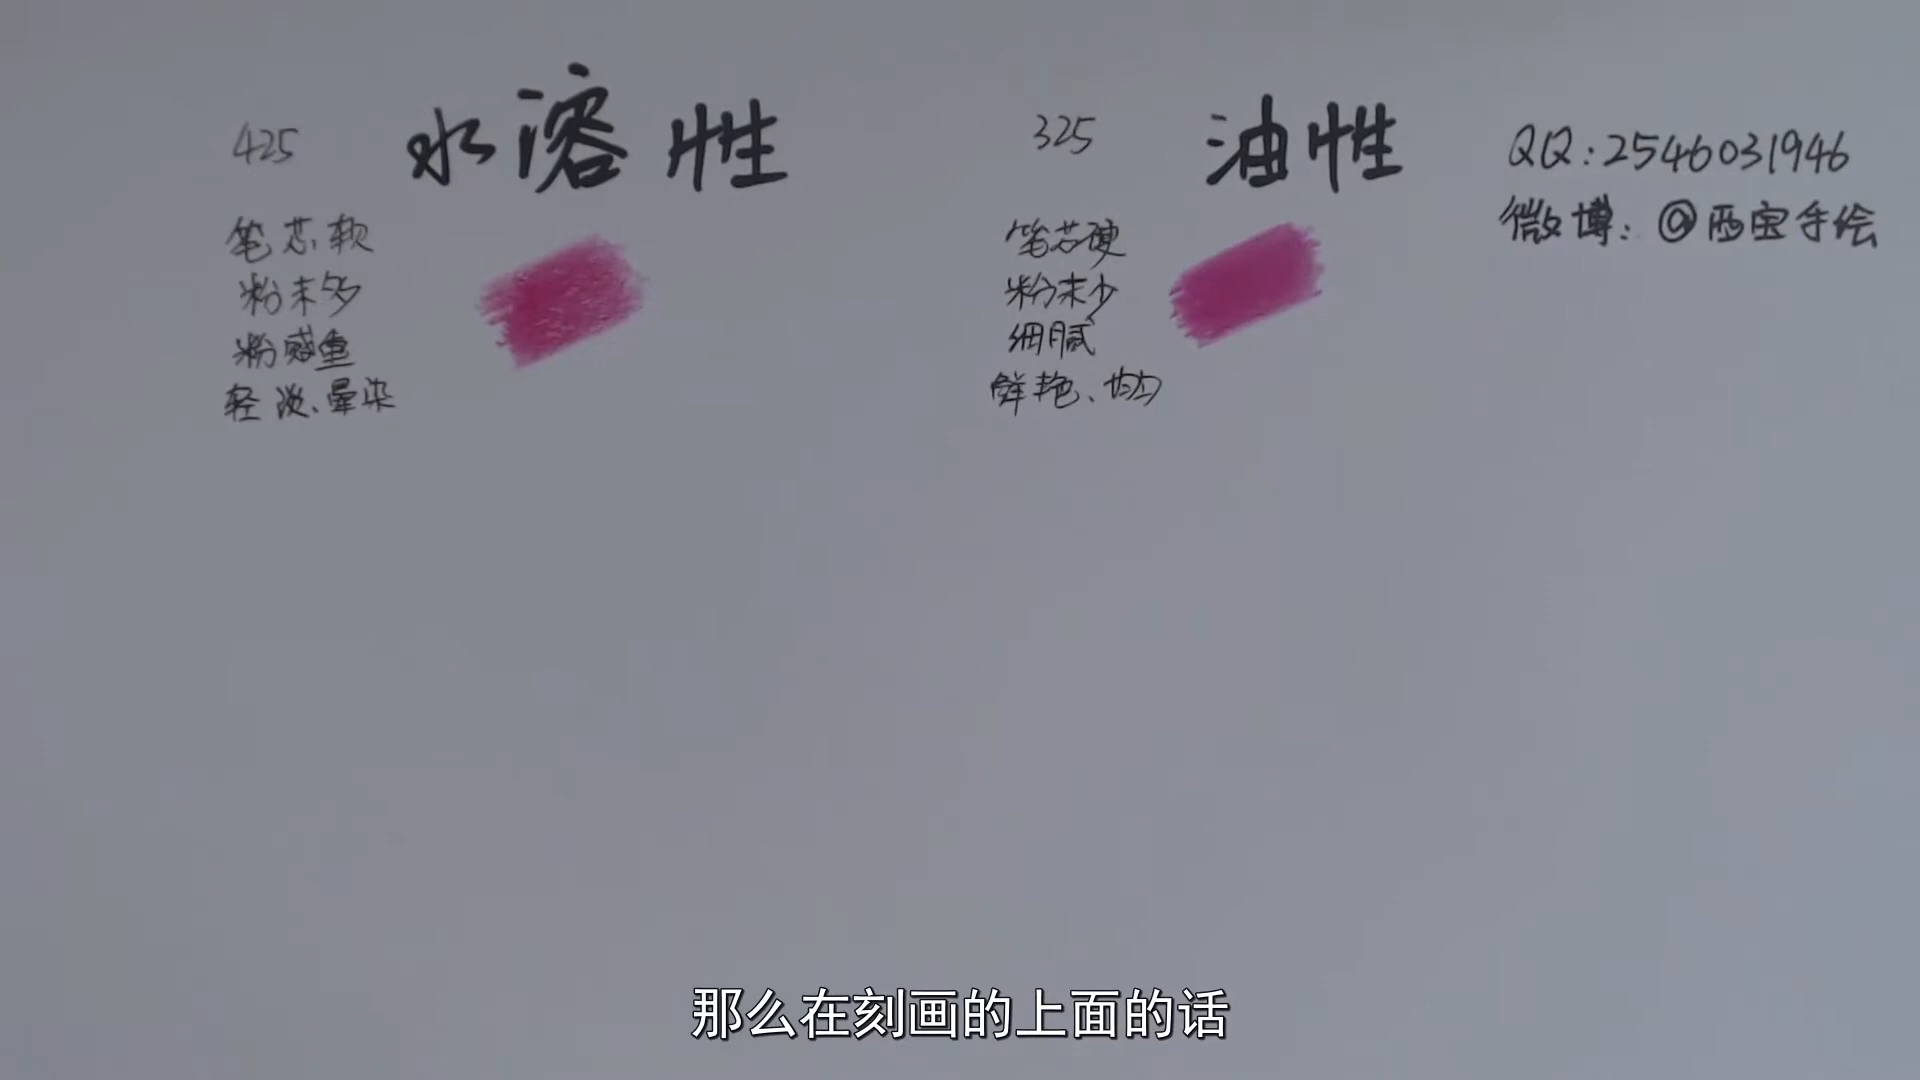 425 水溶性
笔芯软
粉末多
粉感重
轻淡、晕染
325 油性
笔芯硬
粉末少
细腻
鲜艳、均匀
QQ:2546031946
微博:@西宝手绘
那么在刻画的上面的话